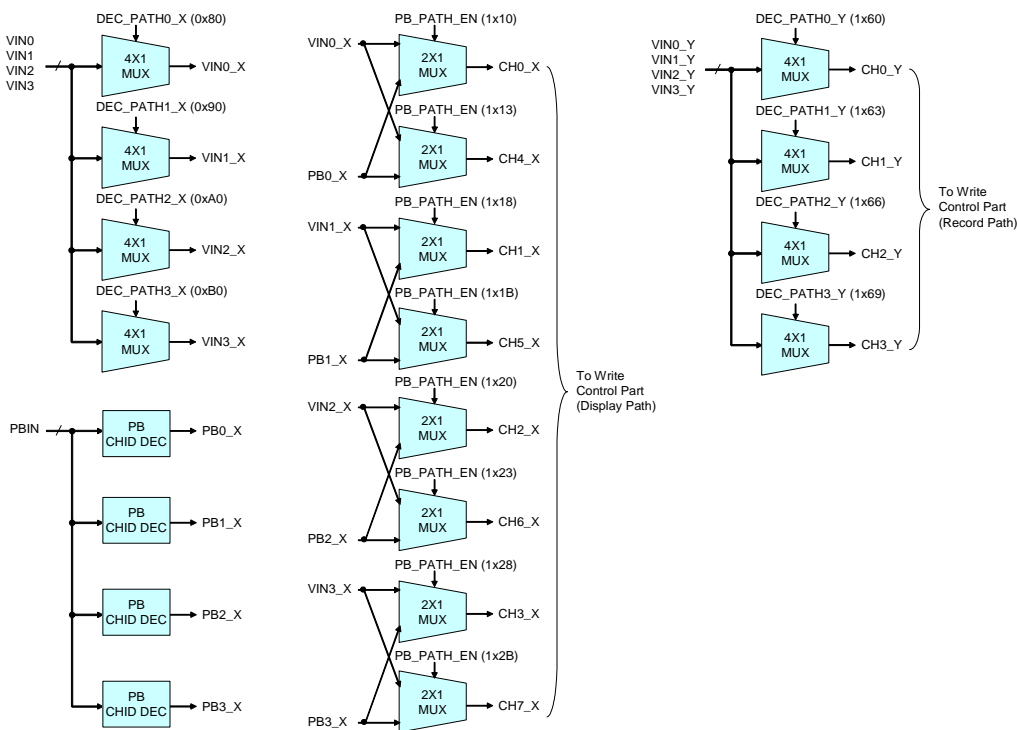 DEC_PATH0_X (0x80)
VIN0
VIN1
VIN2
VIN3
4X1
MUX
VIN0_X
DEC_PATH1_X (0x90)
4X1
MUX
VIN1_X
DEC_PATH2_X (0xA0)
4X1
MUX
VIN2_X
DEC_PATH3_X (0xB0)
4X1
MUX
VIN3_X
PBIN
PB
CHID DEC
PB0_X
PB
CHID DEC
PB1_X
PB
CHID DEC
PB2_X
PB
CHID DEC
PB3_X
PB_PATH_EN (1x10)
VIN0_X
2X1
MUX
CH0_X
PB_PATH_EN (1x13)
2X1
MUX
CH4_X
PB0_X
PB_PATH_EN (1x18)
VIN1_X
2X1
MUX
CH1_X
PB_PATH_EN (1x1B)
2X1
MUX
CH5_X
PB1_X
PB_PATH_EN (1x20)
VIN2_X
2X1
MUX
CH2_X
PB_PATH_EN (1x23)
2X1
MUX
CH6_X
PB2_X
PB_PATH_EN (1x28)
VIN3_X
2X1
MUX
CH3_X
PB_PATH_EN (1x2B)
2X1
MUX
CH7_X
PB3_X
To Write
Control Part
(Display Path)
DEC_PATH0_Y (1x60)
VIN0_Y
VIN1_Y
VIN2_Y
VIN3_Y
4X1
MUX
CH0_Y
DEC_PATH1_Y (1x63)
4X1
MUX
CH1_Y
DEC_PATH2_Y (1x66)
4X1
MUX
CH2_Y
DEC_PATH3_Y (1x69)
4X1
MUX
CH3_Y
To Write
Control Part
(Record Path)